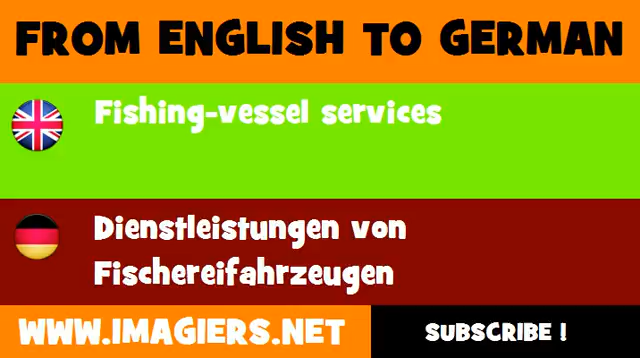 FROM ENGLISH TO GERMAN
Fishing-vessel services
Dienstleistungen von
Fischereifahrzeugen
WWW.IMAGIERS.NET
SUBSCRIBE !